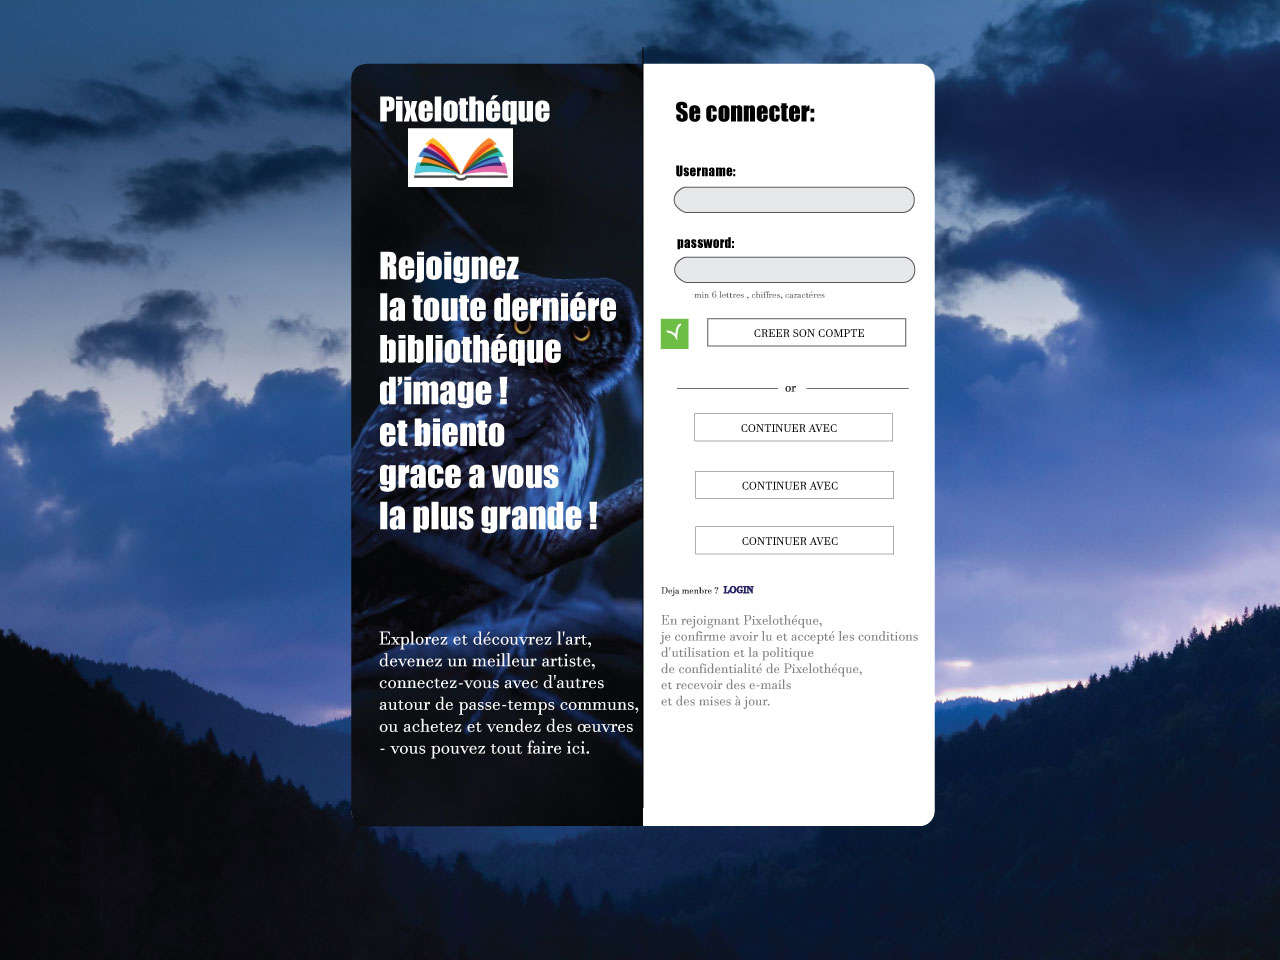 Pixelothéque
Rejoignez
la toute derniére
bibliothéque
d’image !
et biento
grace a vous
la plus grande !
Explorez et découvrez l'art,
devenez un meilleur artiste,
connectez-vous avec d'autres
autour de passe-temps communs,
ou achetez et vendez des œuvres
- vous pouvez tout faire ici.
Se connecter:
Username:
password:
min 6 lettres , chiffres, caractéres
CREER SON COMPTE
or
CONTINUER AVEC
CONTINUER AVEC
CONTINUER AVEC
Deja menbre ? LOGIN
En rejoignant Pixelothéque,
je confirme avoir lu et accepté les conditions
d'utilisation et la politique
de confidentialité de Pixelothéque,
et recevoir des e-mails
et des mises à jour.